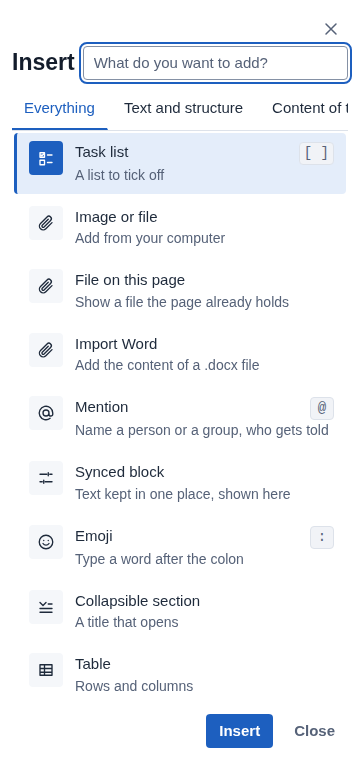 Insert
What do you want to add?
Everything
Text and structure
Content of t
Task list
[ ]
A list to tick off
Image or file
Add from your computer
File on this page
Show a file the page already holds
Import Word
Add the content of a .docx file
Mention
@
Name a person or a group, who gets told
Synced block
Text kept in one place, shown here
Emoji
:
Type a word after the colon
Collapsible section
A title that opens
Table
Rows and columns
Insert
Close